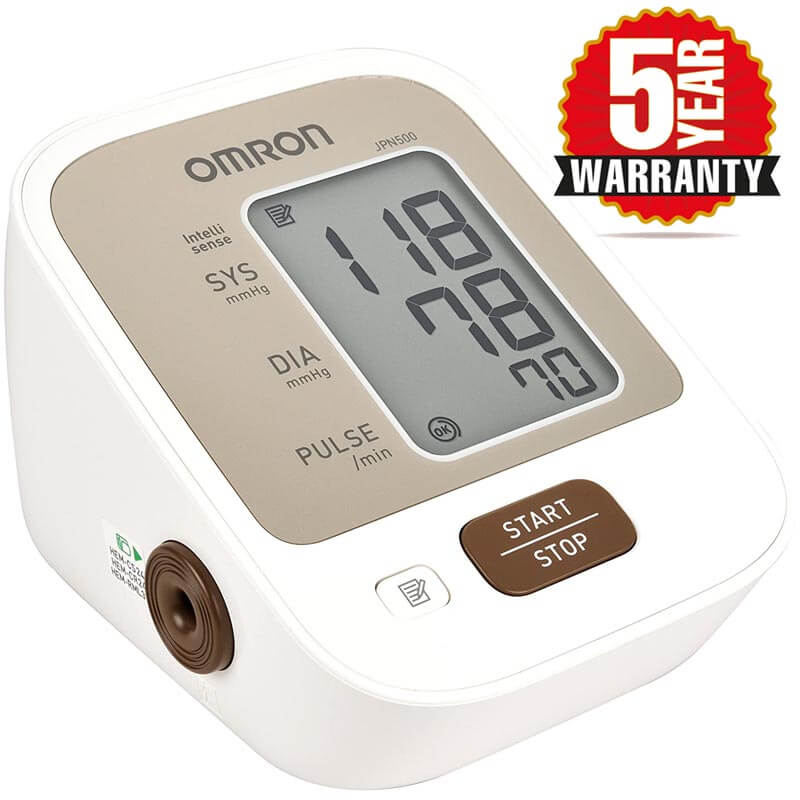 5 YEAR
WARRANTY
OMRON
JPN500
Intelli
sense
SYS
mmHg
118
DIA
mmHg
78
PULSE
/min
70
OK
START
STOP